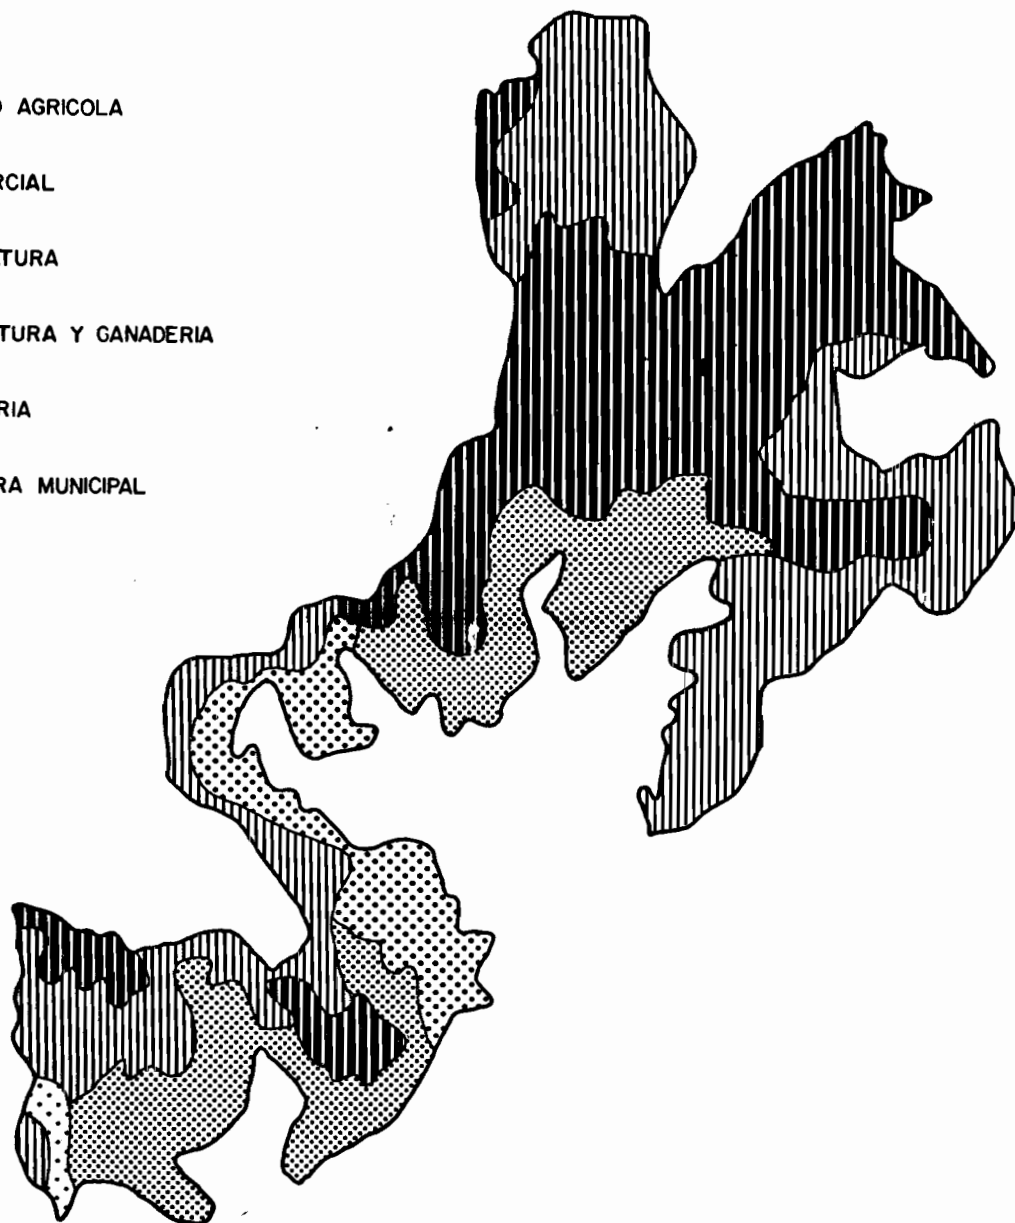 AGRICOLA
RCIAL
TURA
TURA Y GANADERIA
RIA
RA MUNICIPAL